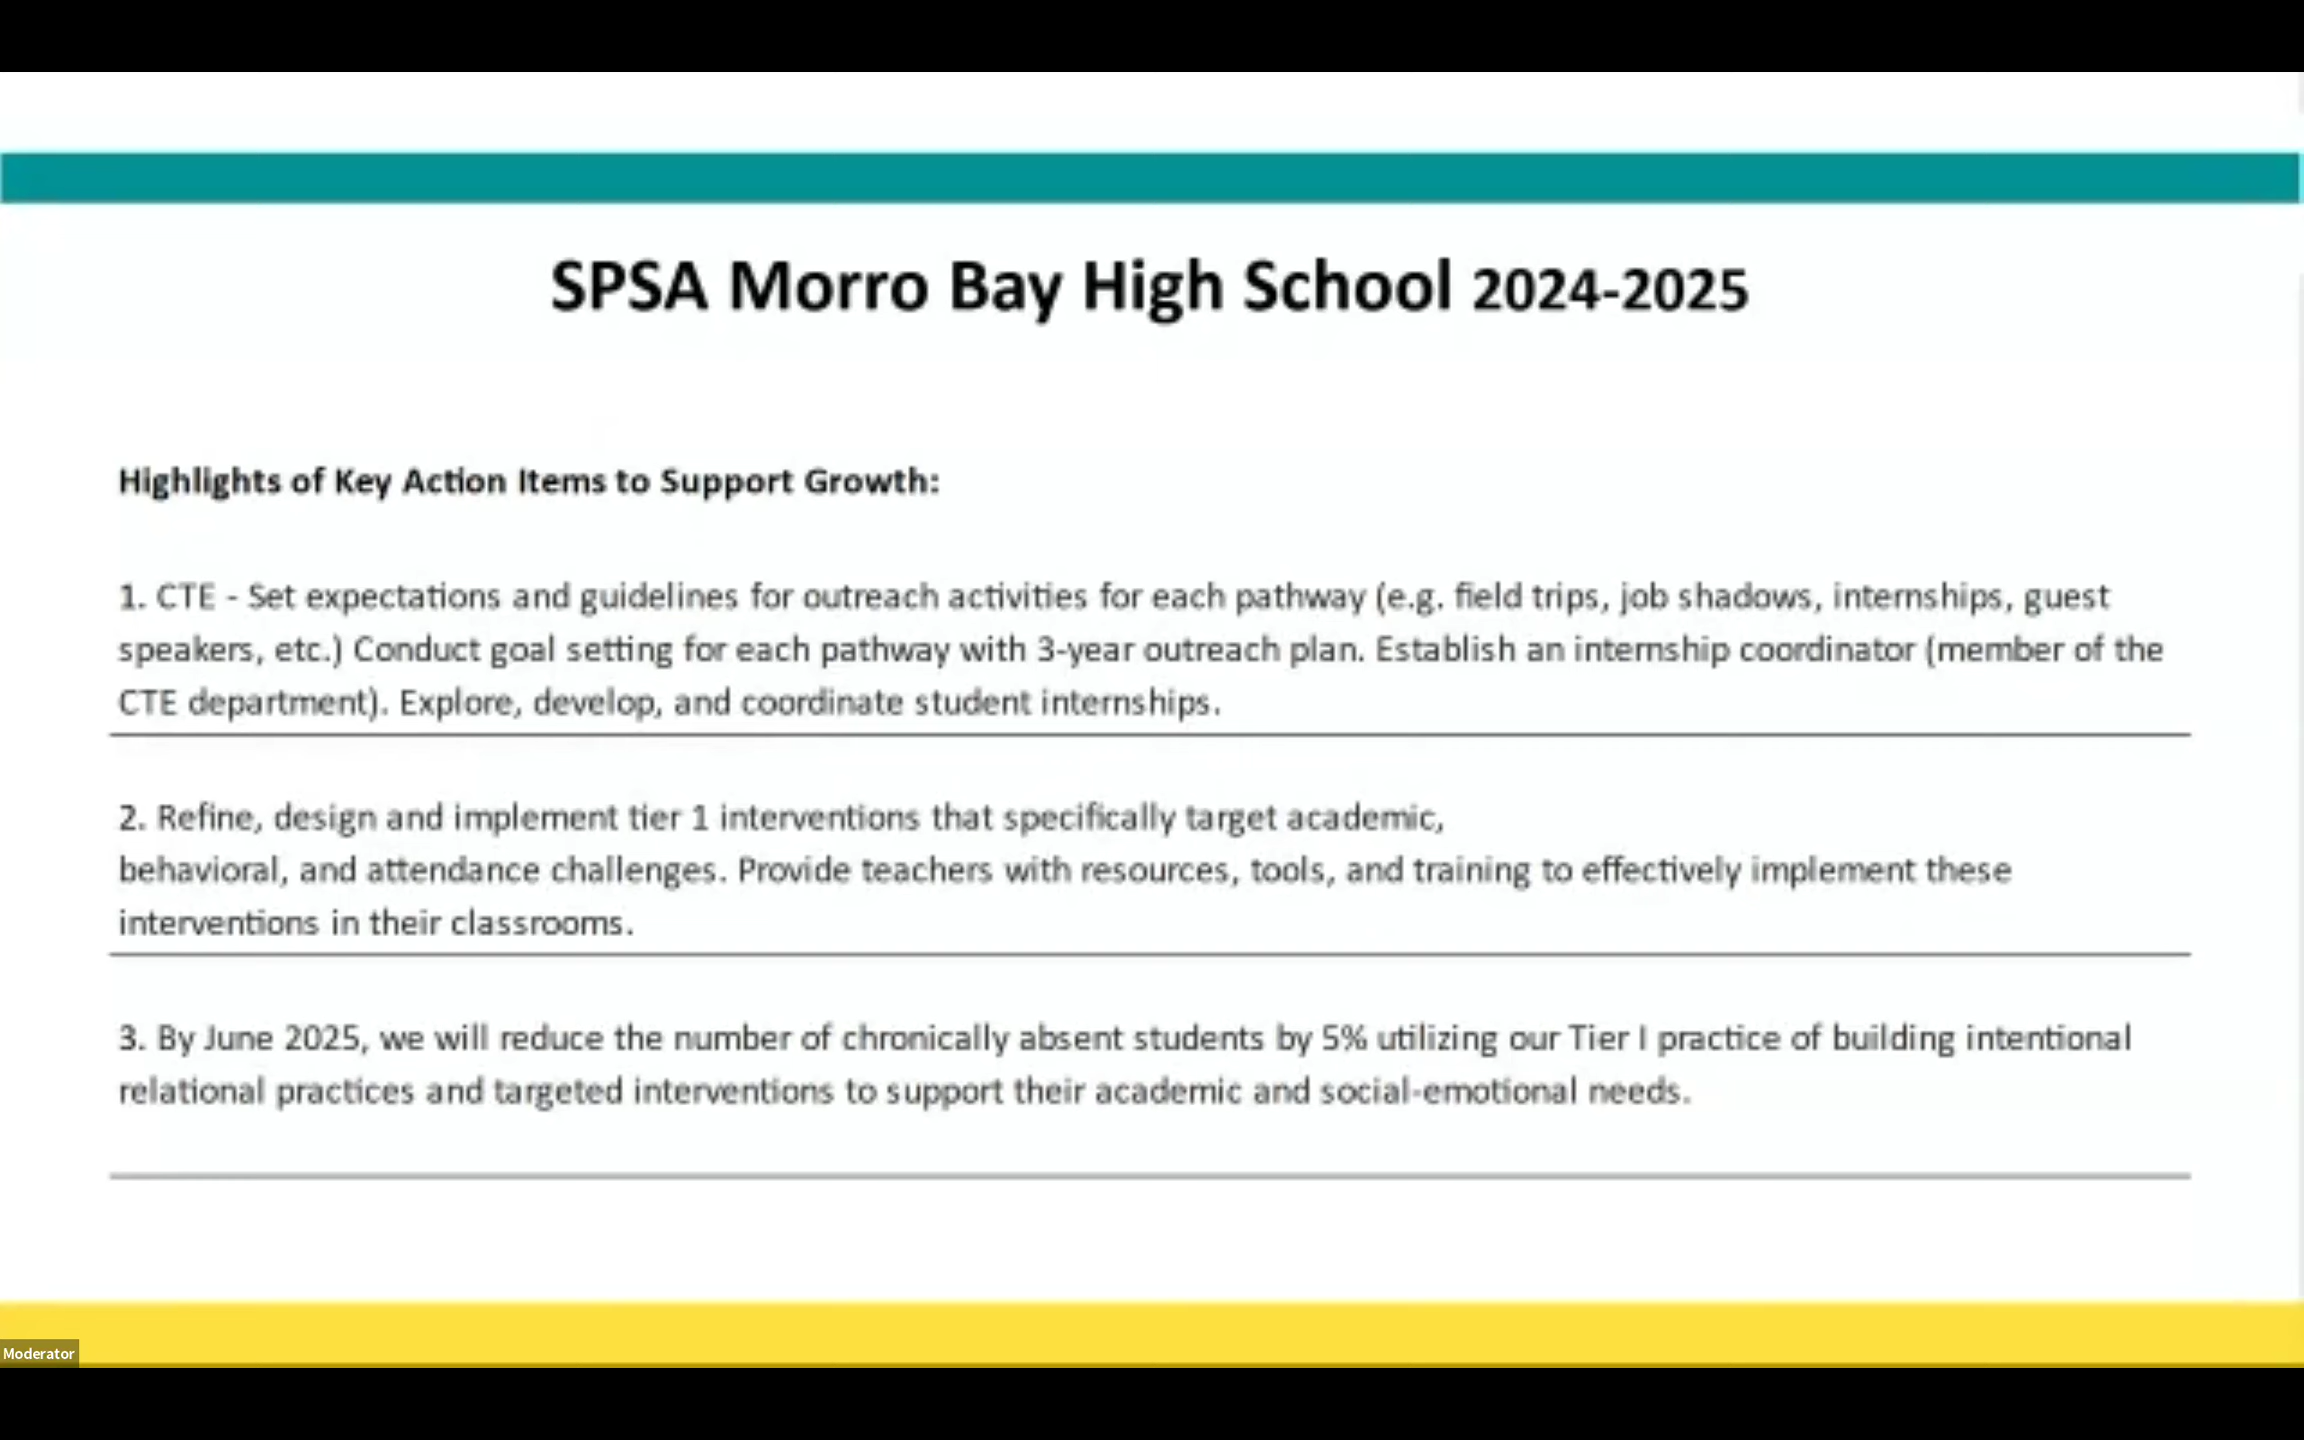 SPSA Morro Bay High School 2024-2025
Highlights of Key Action Items to Support Growth:
1. CTE - Set expectations and guidelines for outreach activities for each pathway (e.g. field trips, job shadows, internships, guest
speakers, etc.) Conduct goal setting for each pathway with 3-year outreach plan. Establish an internship coordinator (member of the
CTE department). Explore, develop, and coordinate student internships.
2. Refine, design and implement tier 1 interventions that specifically target academic,
behavioral, and attendance challenges. Provide teachers with resources, tools, and training to effectively implement these
interventions in their classrooms.
3. By June 2025, we will reduce the number of chronically absent students by 5% utilizing our Tier I practice of building intentional
relational practices and targeted interventions to support their academic and social-emotional needs.
Moderator